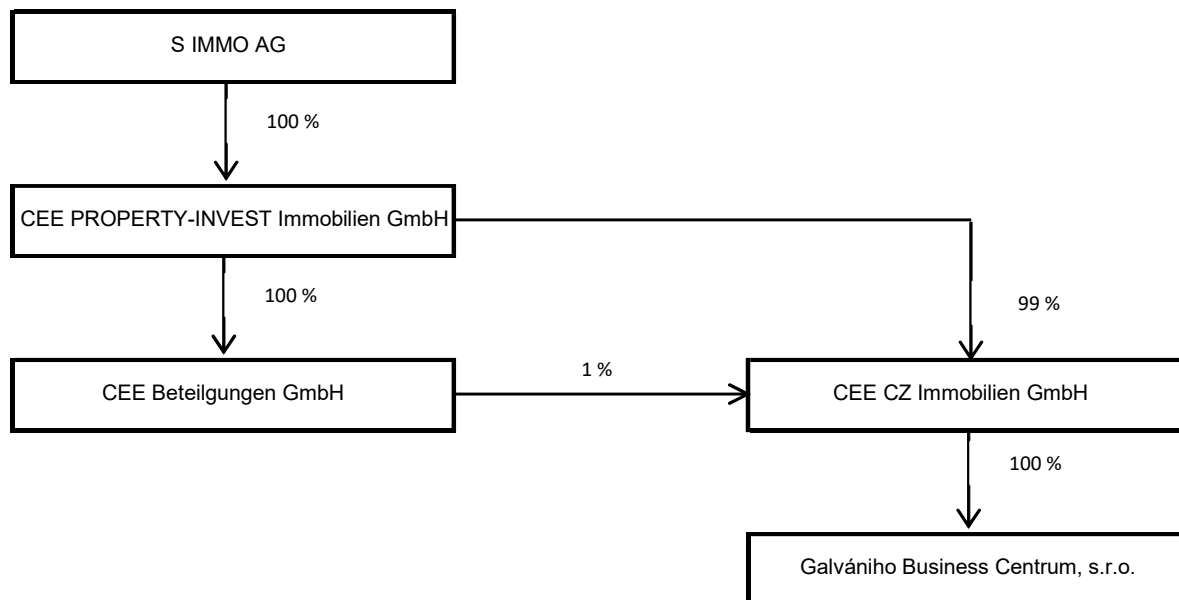 S IMMO AG
100 %
CEE PROPERTY-INVEST Immobilien GmbH
100 %
99 %
CEE Beteilgungen GmbH
1 %
CEE CZ Immobilien GmbH
100 %
Galvániho Business Centrum, s.r.o.